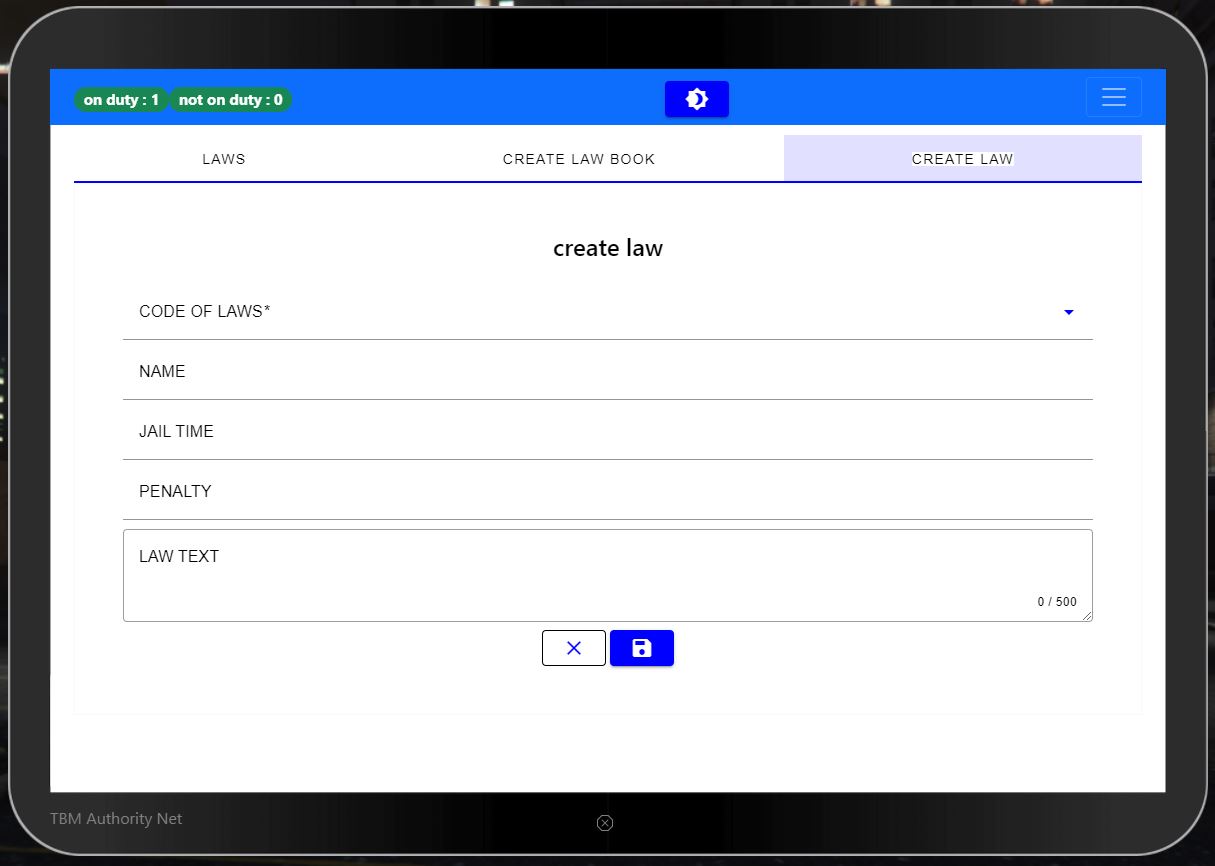 on duty : 1 not on duty : 0
LAWS CREATE LAW BOOK CREATE LAW
create law
CODE OF LAWS*
NAME
JAIL TIME
PENALTY
LAW TEXT
0 / 500
TBM Authority Net